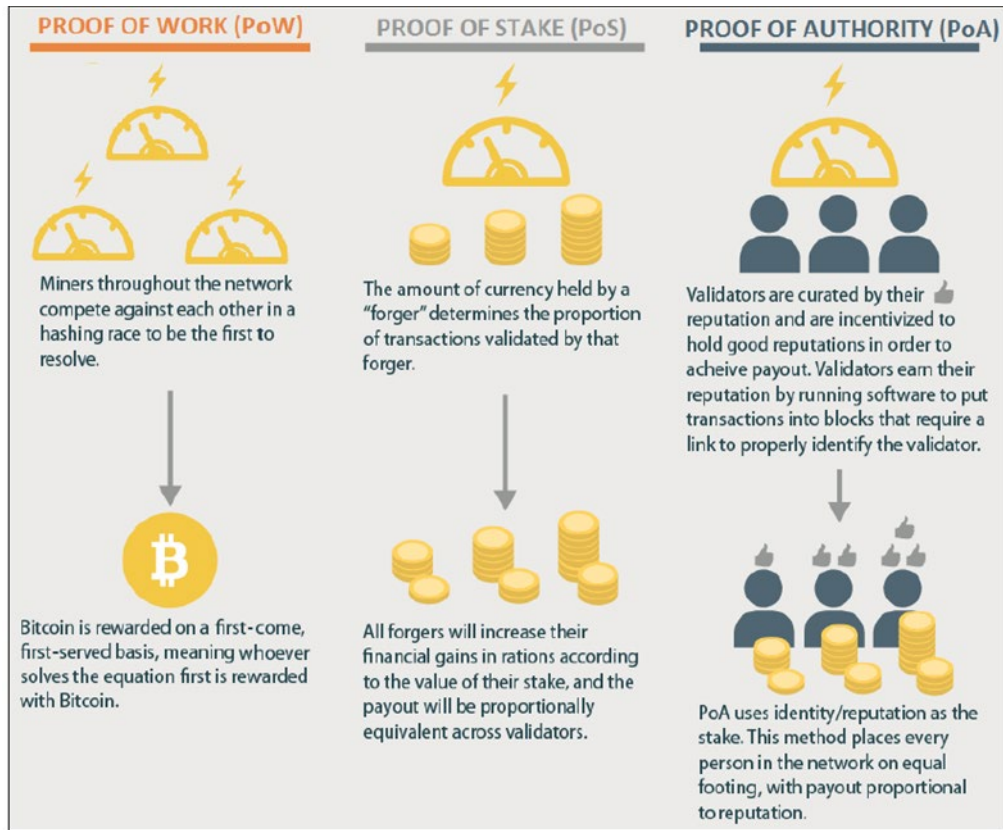 PROOF OF WORK (PoW)
Miners throughout the network
compete against each other in a
hashing race to be the first to
resolve.
Bitcoin is rewarded on a first-come,
first-served basis, meaning whoever
solves the equation first is rewarded
with Bitcoin.
PROOF OF STAKE (PoS)
The amount of currency held by a
"forger" determines the proportion
of transactions validated by that
forger.
All forgers will increase their
financial gains in rations according
to the value of their stake, and the
payout will be proportionally
equivalent across validators.
PROOF OF AUTHORITY (PoA)
Validators are curated by their
reputation and are incentivized to
hold good reputations in order to
acheive payout. Validators earn their
reputation by running software to put
transactions into blocks that require a
link to properly identify the validator.
PoA uses identity/reputation as the
stake. This method places every
person in the network on equal
footing, with payout proportional
to reputation.